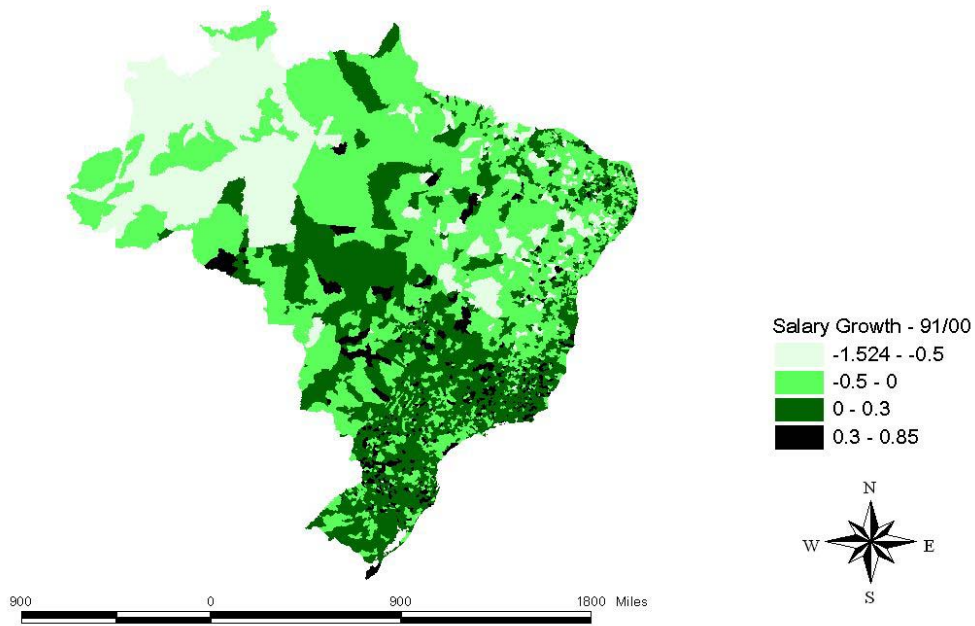 Salary Growth - 91/00
-1.524 - -0.5
-0.5 - 0
0 - 0.3
0.3 - 0.85
N
W E
S
900 0 900 1800 Miles